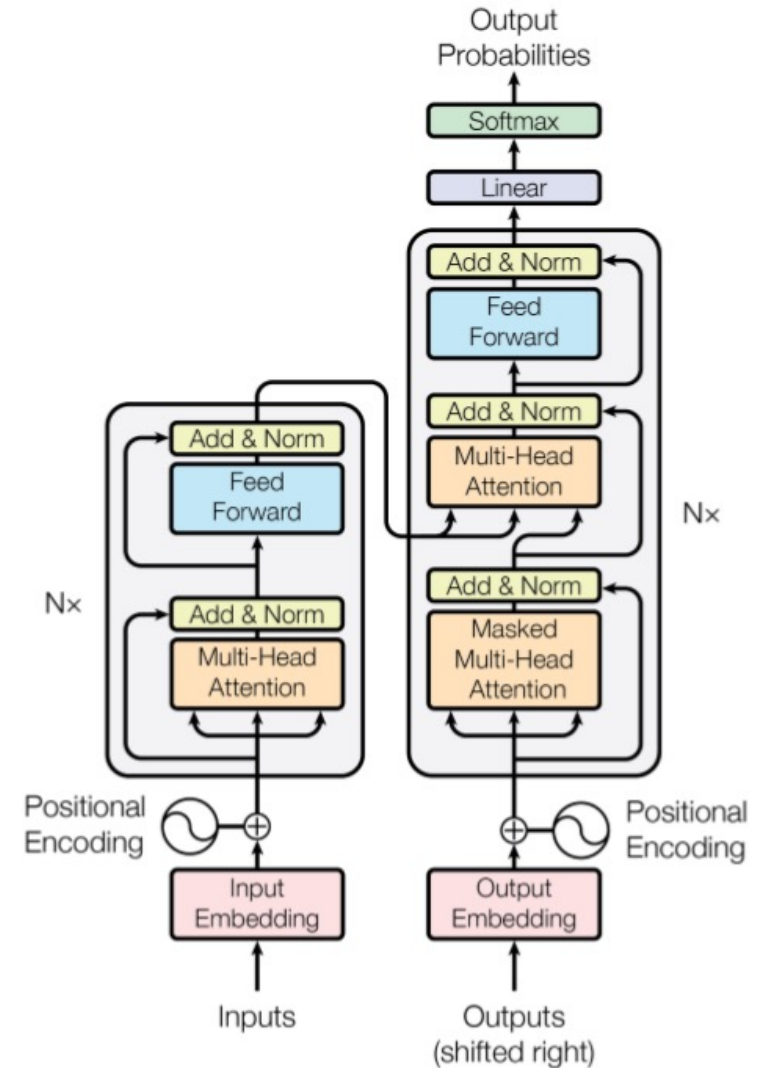 Output
Probabilities
Softmax
Linear
Add & Norm
Feed
Forward
Add & Norm
Multi-Head
Attention
Nx
Add & Norm
Masked
Multi-Head
Attention
Add & Norm
Feed
Forward
Nx
Add & Norm
Multi-Head
Attention
Positional
Encoding
Positional
Encoding
Input
Embedding
Output
Embedding
Inputs
Outputs
(shifted right)